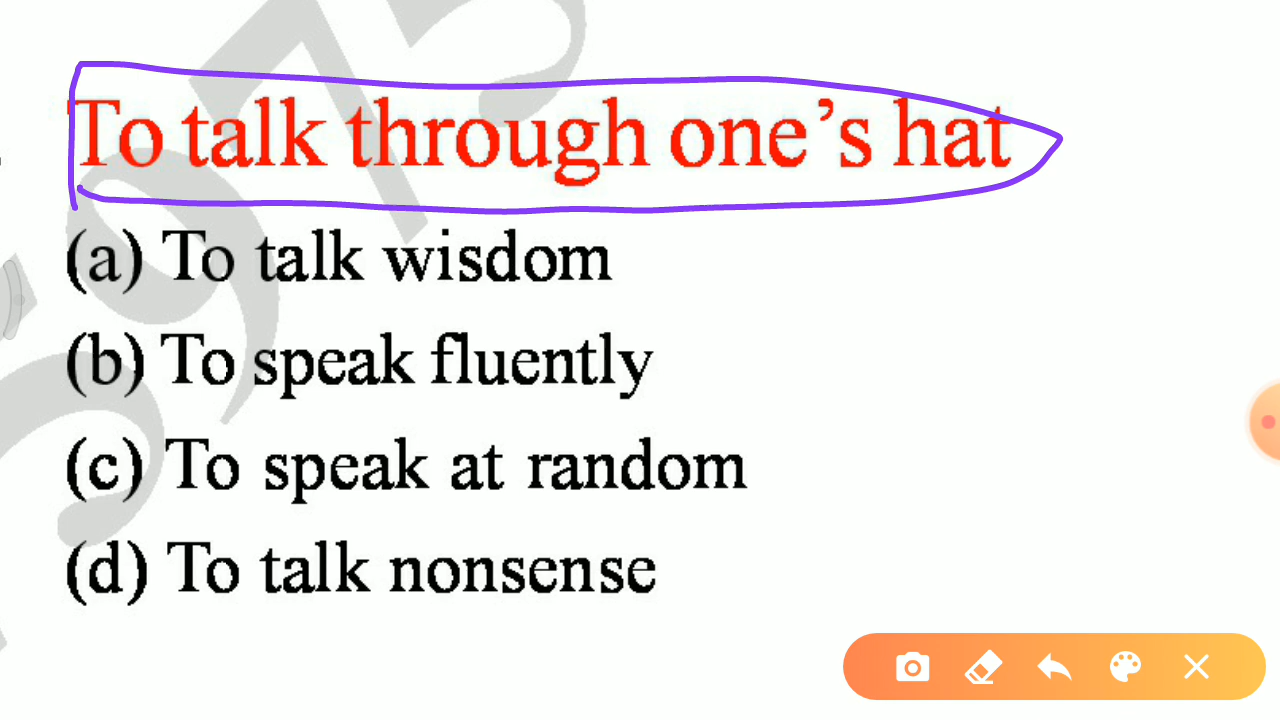 To talk through one’s hat
(a) To talk wisdom
(b) To speak fluently
(c) To speak at random
(d) To talk nonsense